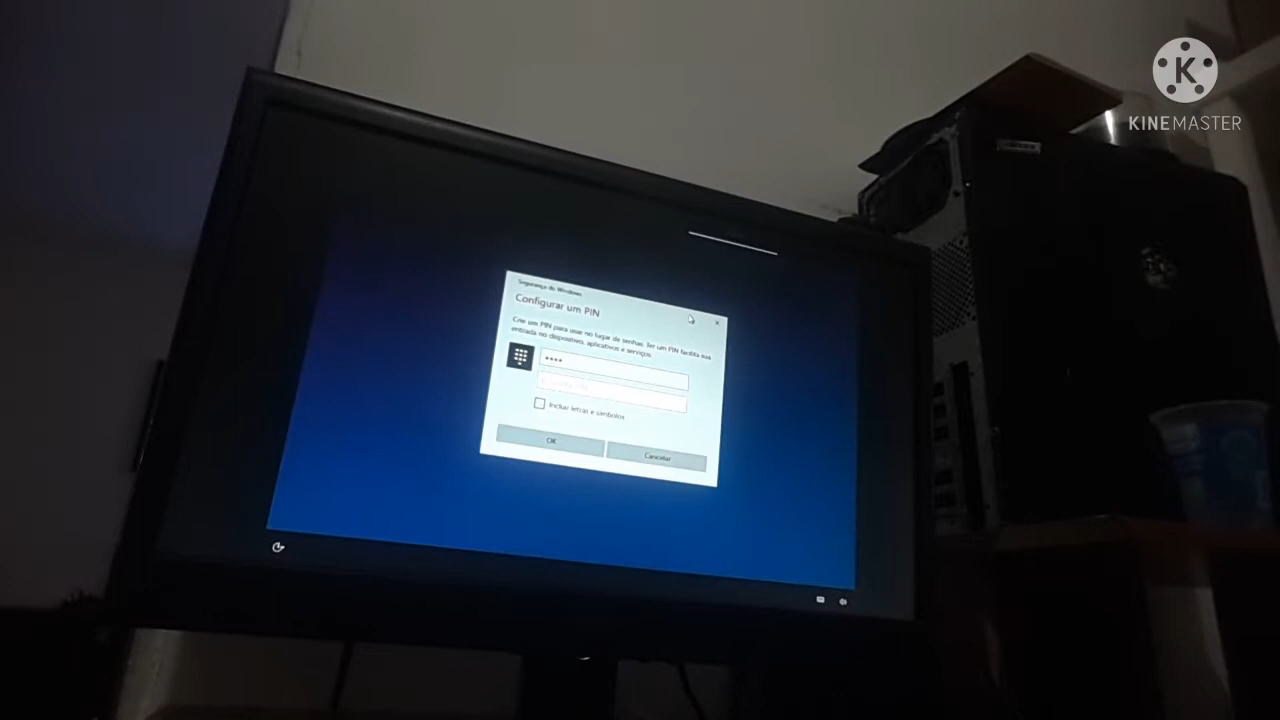 K
KINEMASTER
Segurança do Windows
Configurar um PIN
Crie um PIN para usar no lugar de senhas. Ter um PIN facilita sua
entrada no dispositivo, aplicativos e serviços.
••••
Incluir letras e símbolos
OK
Cancelar